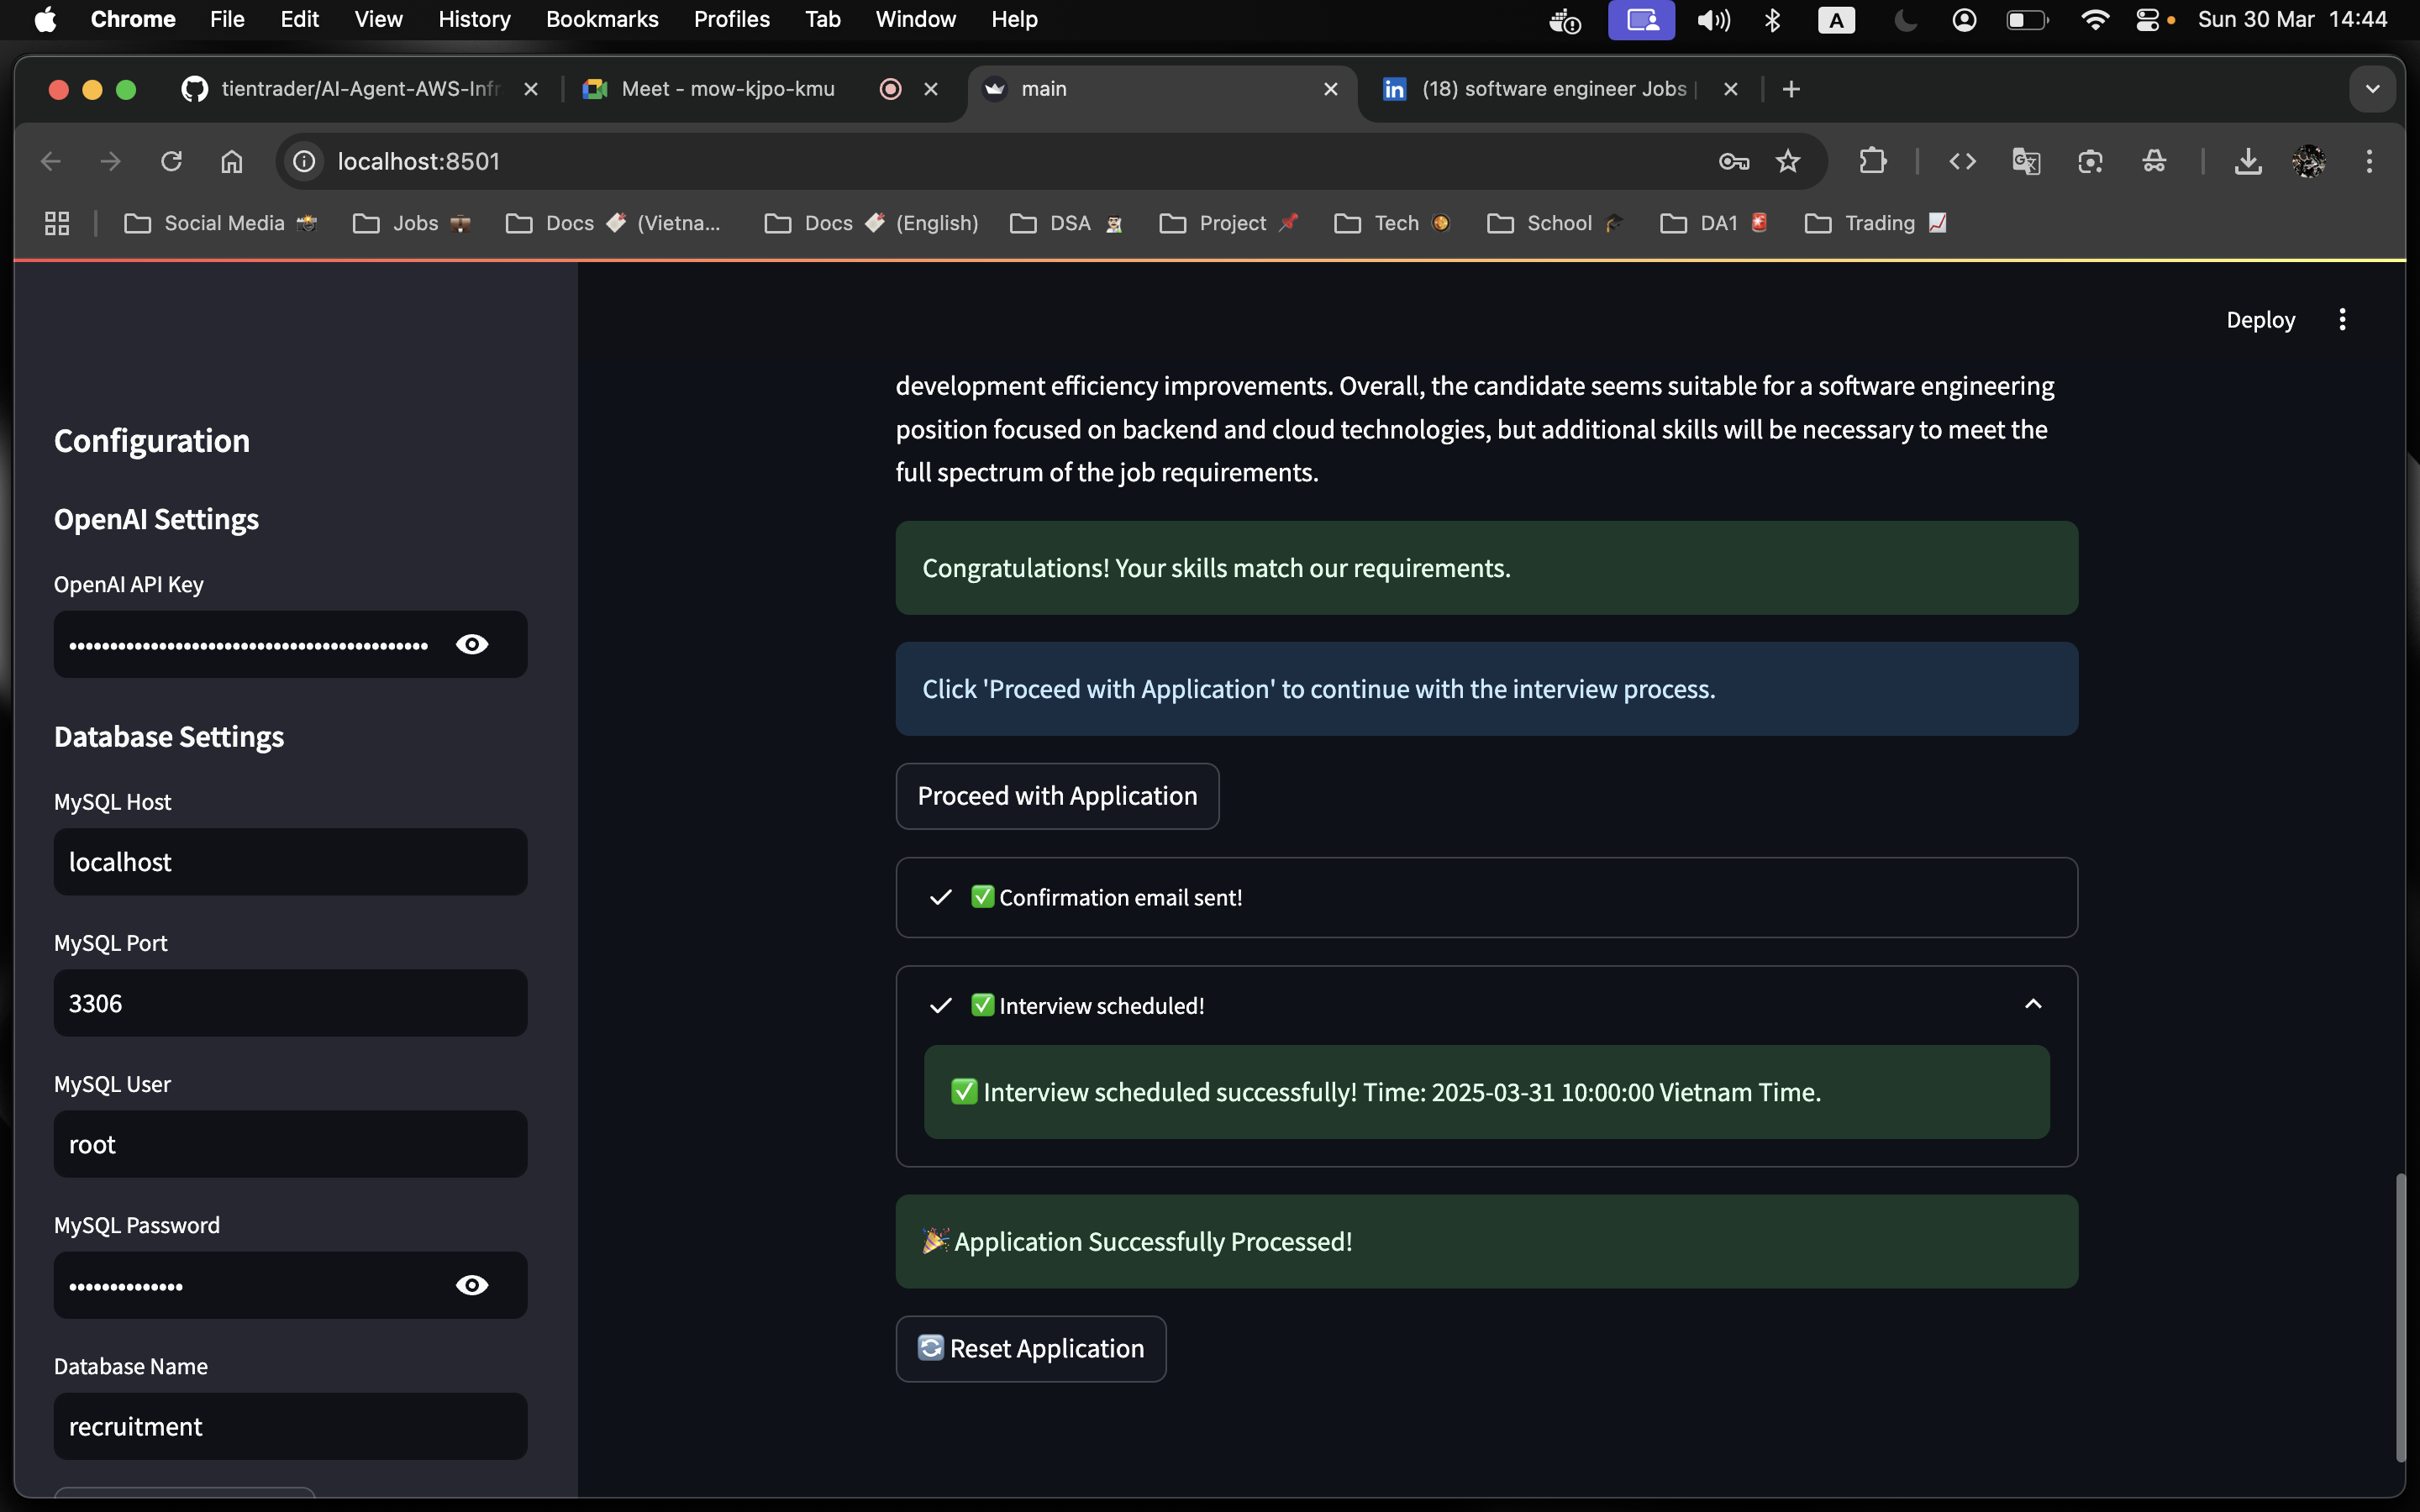 Chrome File Edit View History Bookmarks Profiles Tab Window Help A Sun 30 Mar 14:44
tientrader/AI-Agent-AWS-Infr Meet - mow-kjpo-kmu main (18) software engineer Jobs |
localhost:8501
Social Media Jobs Docs (Vietna... Docs (English) DSA Project Tech School DA1 Trading
Deploy
Configuration
OpenAI Settings
OpenAI API Key
Database Settings
MySQL Host
localhost
MySQL Port
3306
MySQL User
root
MySQL Password
Database Name
recruitment
development efficiency improvements. Overall, the candidate seems suitable for a software engineering
position focused on backend and cloud technologies, but additional skills will be necessary to meet the
full spectrum of the job requirements.
Congratulations! Your skills match our requirements.
Click 'Proceed with Application' to continue with the interview process.
Proceed with Application
✅ Confirmation email sent!
✅ Interview scheduled!
✅ Interview scheduled successfully! Time: 2025-03-31 10:00:00 Vietnam Time.
🎉 Application Successfully Processed!
🔄 Reset Application